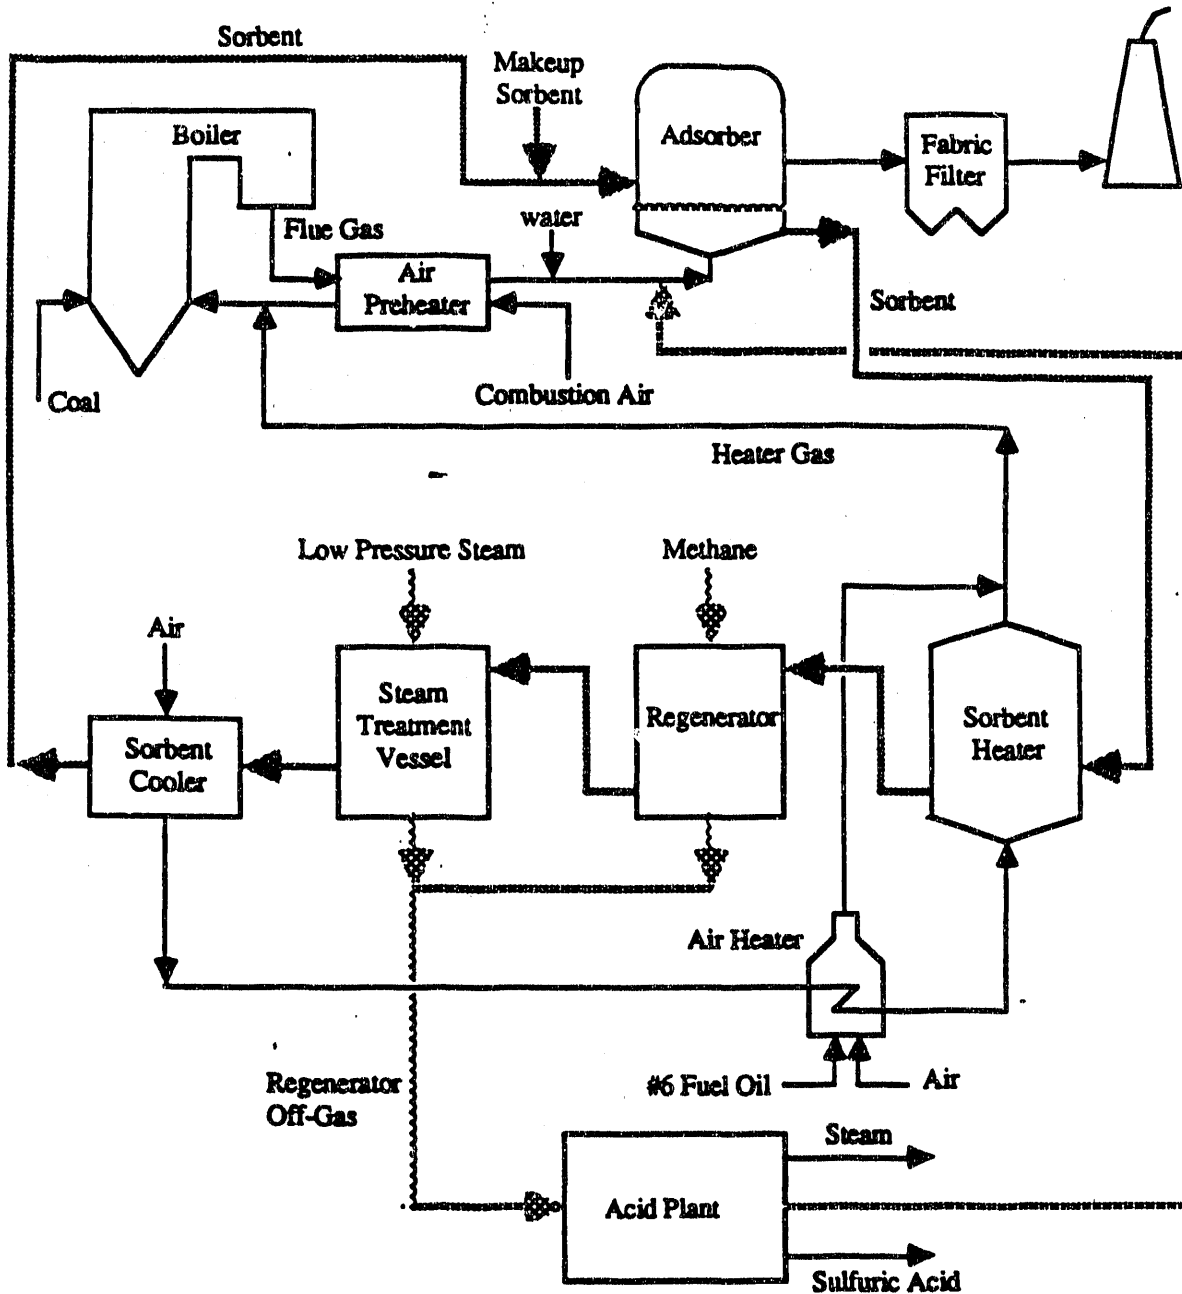 Sorbent
Makeup
Sorbent
Boiler
Adsorber
Fabric
Filter
water
Flue Gas
Air
Preheater
Sorbent
Coal
Combustion Air
Heater Gas
Low Pressure Steam
Methane
Air
Steam
Treatment
Vessel
Regenerator
Sorbent
Heater
Sorbent
Cooler
Air Heater
#6 Fuel Oil
Air
Regenerator
Off-Gas
Steam
Acid Plant
Sulfuric Acid